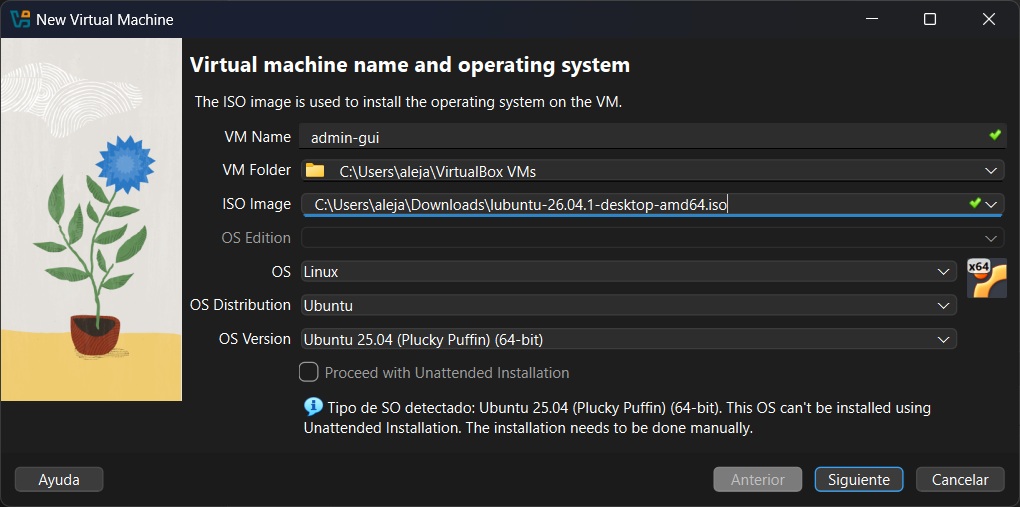 New Virtual Machine
Virtual machine name and operating system
The ISO image is used to install the operating system on the VM.
VM Name admin-gui
VM Folder C:\Users\aleja\VirtualBox VMs
ISO Image C:\Users\aleja\Downloads\lubuntu-26.04.1-desktop-amd64.iso
OS Edition
OS Linux
x64
OS Distribution Ubuntu
OS Version Ubuntu 25.04 (Plucky Puffin) (64-bit)
Proceed with Unattended Installation
Tipo de SO detectado: Ubuntu 25.04 (Plucky Puffin) (64-bit). This OS can't be installed using
Unattended Installation. The installation needs to be done manually.
Ayuda Anterior Siguiente Cancelar